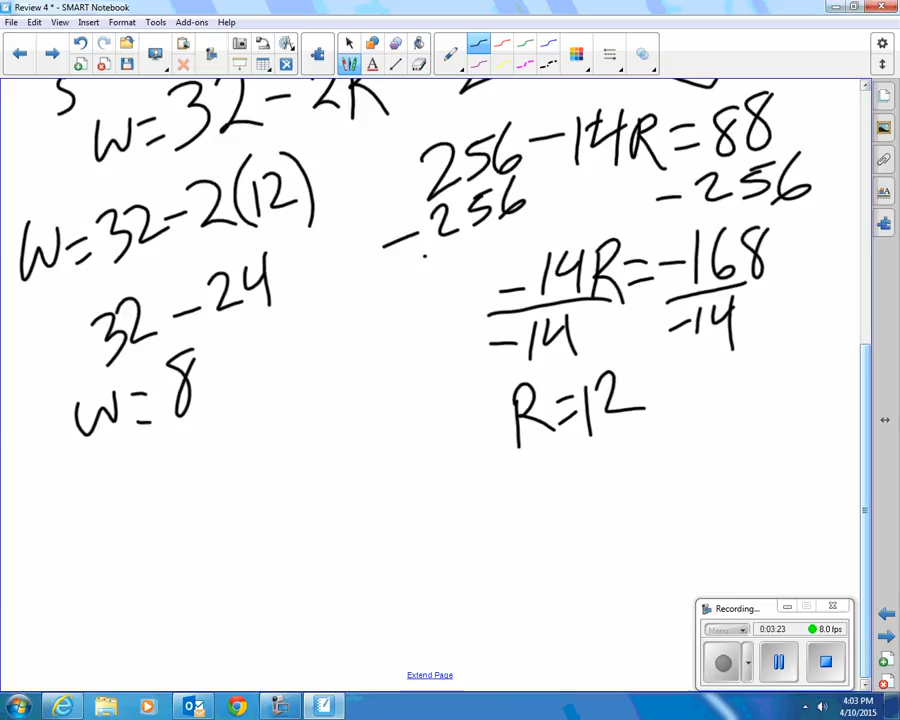 Review 4 * - SMART Notebook
File Edit View Insert Format Tools Add-ons Help
W=32-2R
W=32-2(12)
32-24
W=8
256-14R=88
-256 -256
-14R=-168
-14 -14
R=12
Recording...
Menu
0:03:23
8.0 fps
Extend Page
4:03 PM
4/10/2015